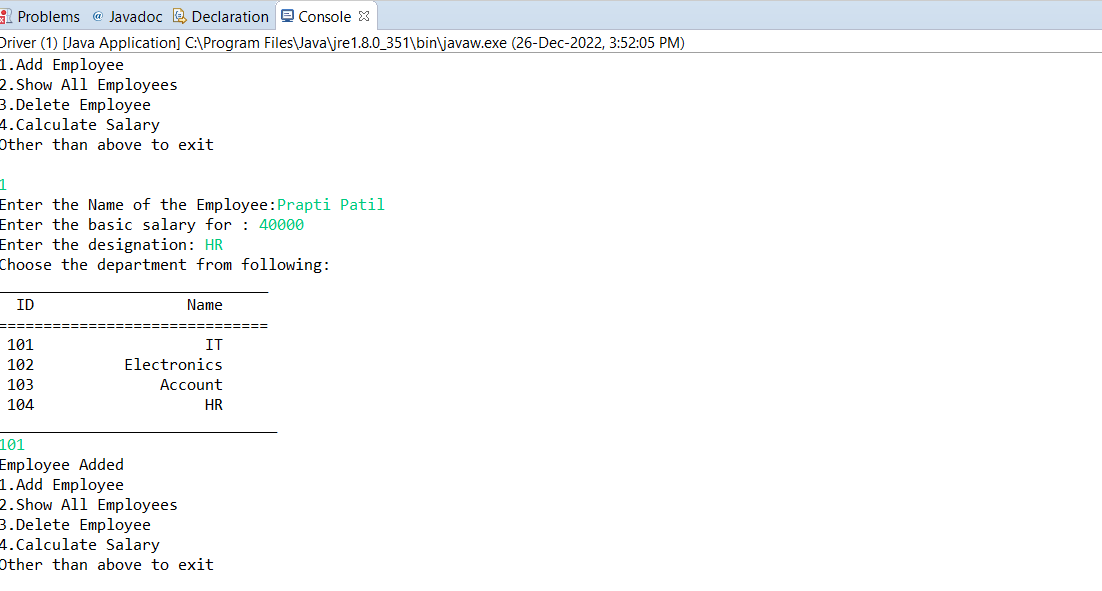 Problems @ Javadoc Declaration Console
Driver (1) [Java Application] C:\Program Files\Java\jre1.8.0_351\bin\javaw.exe (26-Dec-2022, 3:52:05 PM)
1.Add Employee
2.Show All Employees
3.Delete Employee
4.Calculate Salary
Other than above to exit
1
Enter the Name of the Employee:Prapti Patil
Enter the basic salary for : 40000
Enter the designation: HR
Choose the department from following:
______________________________
ID Name
==============================
101 IT
102 Electronics
103 Account
104 HR
_______________________________
101
Employee Added
1.Add Employee
2.Show All Employees
3.Delete Employee
4.Calculate Salary
Other than above to exit